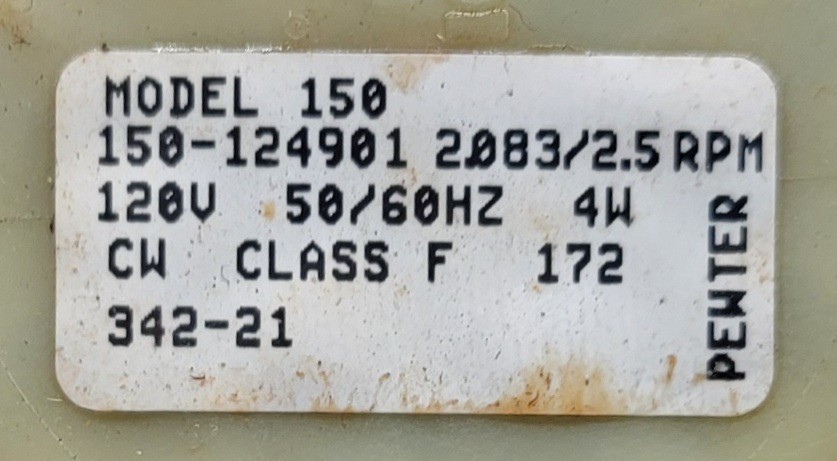 MODEL 150
150-124901 2.083/2.5 RPM
120V 50/60HZ 4W
CW CLASS F 172
342-21
PEWTER